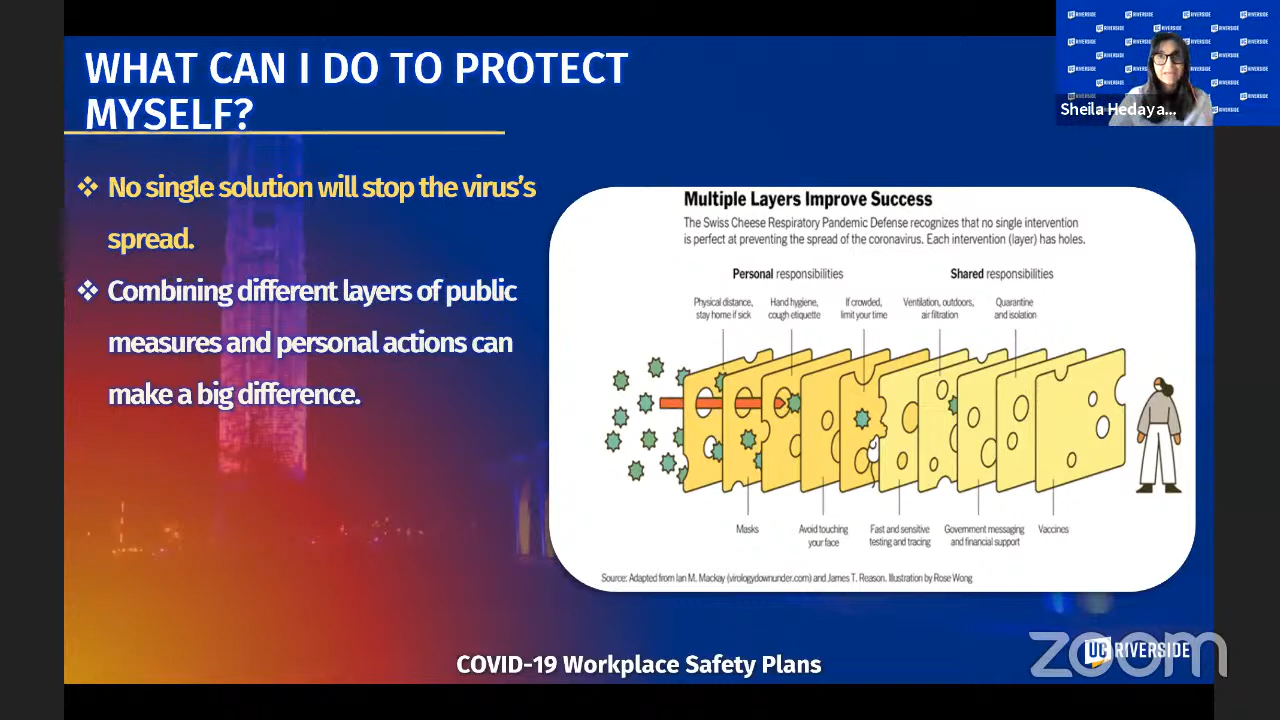 WHAT CAN I DO TO PROTECT
MYSELF?
Sheila Hedaya...
❖ No single solution will stop the virus's
spread.
❖ Combining different layers of public
measures and personal actions can
make a big difference.
Multiple Layers Improve Success
The Swiss Cheese Respiratory Pandemic Defense recognizes that no single intervention
is perfect at preventing the spread of the coronavirus. Each intervention (layer) has holes.
Personal responsibilities
Shared responsibilities
Physical distance,
stay home if sick
Hand hygiene,
cough etiquette
If crowded,
limit your time
Ventilation, outdoors,
air filtration
Quarantine
and isolation
Masks
Avoid touching
your face
Fast and sensitive
testing and tracing
Government messaging
and financial support
Vaccines
Source: Adapted from Ian M. Mackay (virologydownunder.com) and James T. Reason. Illustration by Rose Wong
COVID-19 Workplace Safety Plans
UC RIVERSIDE
zoom